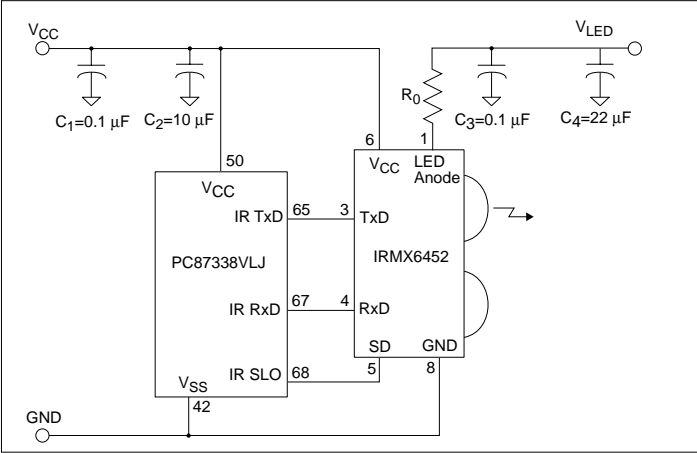 VCC
VLED
C1=0.1 µF
C2=10 µF
R0
C3=0.1 µF
C4=22 µF
50
6
1
VCC
VCC
LED
Anode
IR TxD
65
3
TxD
PC87338VLJ
IRMX6452
IR RxD
67
4
RxD
SD
GND
IR SLO
68
5
8
VSS
42
GND